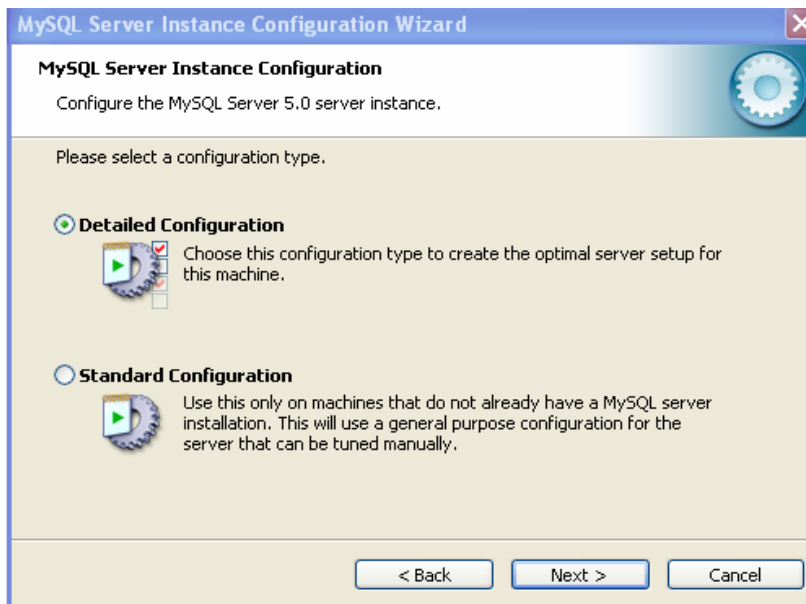 MySQL Server Instance Configuration Wizard
MySQL Server Instance Configuration
Configure the MySQL Server 5.0 server instance.
Please select a configuration type.
Detailed Configuration
Choose this configuration type to create the optimal server setup for
this machine.
Standard Configuration
Use this only on machines that do not already have a MySQL server
installation. This will use a general purpose configuration for the
server that can be tuned manually.
< Back
Next >
Cancel